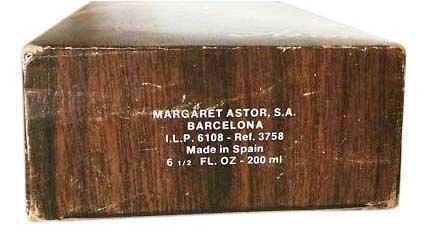 MARGARET ASTOR, S.A.
BARCELONA
I.L.P. 6108 - Ref. 3758
Made in Spain
6 1/2 FL. OZ - 200 ml